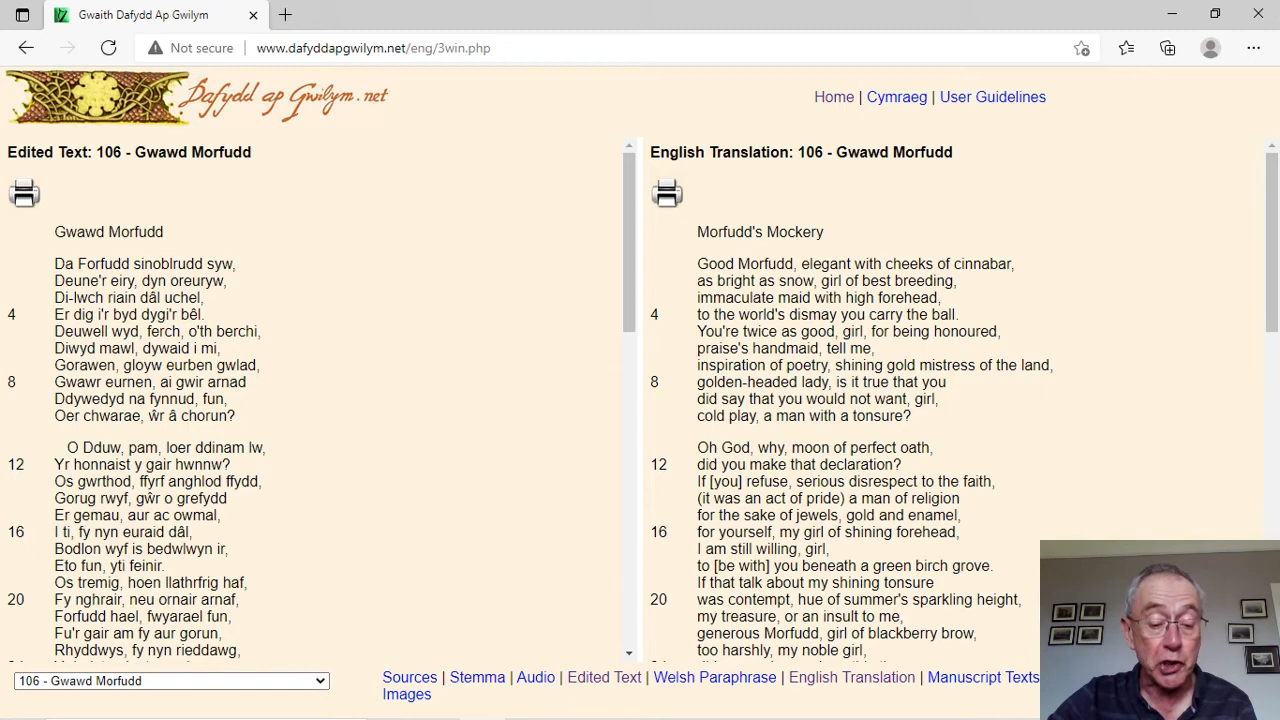 Gwaith Dafydd Ap Gwilym
Not secure
www.dafyddapgwilym.net/eng/3win.php
Dafydd ap Gwilym.net
Home | Cymraeg | User Guidelines
Edited Text: 106 - Gwawd Morfudd
Gwawd Morfudd
Da Forfudd sinoblrudd syw,
Deune'r eiry, dyn oreuryw,
Di-lwch riain dâl uchel,
4 Er dig i'r byd dygi'r bêl.
Deuwell wyd, ferch, o'th berchi,
Diwyd mawl, dywaid i mi,
Gorawen, gloyw eurben gwlad,
8 Gwawr eurnen, ai gwir arnad
Ddywedyd na fynnud, fun,
Oer chwarae, ŵr â chorun?
O Dduw, pam, loer ddinam lw,
12 Yr honnaist y gair hwnnw?
Os gwrthod, ffyrf anghlod ffydd,
Gorug rwyf, gŵr o grefydd
Er gemau, aur ac owmal,
16 I ti, fy nyn euraid dâl,
Bodlon wyf is bedwlwyn ir,
Eto fun, yti feinir.
Os tremig, hoen llathrfrig haf,
20 Fy nghrair, neu ornair arnaf,
Forfudd hael, fwyarael fun,
Fu'r gair am fy aur gorun,
Rhyddwys, fy nyn rieddawg,
English Translation: 106 - Gwawd Morfudd
Morfudd's Mockery
Good Morfudd, elegant with cheeks of cinnabar,
as bright as snow, girl of best breeding,
immaculate maid with high forehead,
4 to the world's dismay you carry the ball.
You're twice as good, girl, for being honoured,
praise's handmaid, tell me,
inspiration of poetry, shining gold mistress of the land,
8 golden-headed lady, is it true that you
did say that you would not want, girl,
cold play, a man with a tonsure?
Oh God, why, moon of perfect oath,
12 did you make that declaration?
If [you] refuse, serious disrespect to the faith,
(it was an act of pride) a man of religion
for the sake of jewels, gold and enamel,
16 for yourself, my girl of shining forehead,
I am still willing, girl,
to [be with] you beneath a green birch grove.
If that talk about my shining tonsure
20 was contempt, hue of summer's sparkling height,
my treasure, or an insult to me,
generous Morfudd, girl of blackberry brow,
too harshly, my noble girl,
106 - Gwawd Morfudd
Sources | Stemma | Audio | Edited Text | Welsh Paraphrase | English Translation | Manuscript Texts
Images